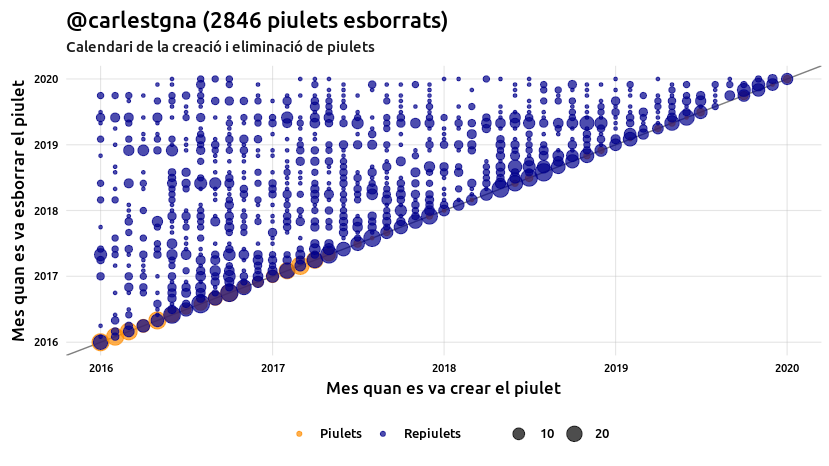 @carlestgna (2846 piulets esborrats)
Calendari de la creació i eliminació de piulets
Mes quan es va esborrar el piulet
2020
2019
2018
2017
2016
2016 2017 2018 2019 2020
Mes quan es va crear el piulet
Piulets Repiulets 10 20